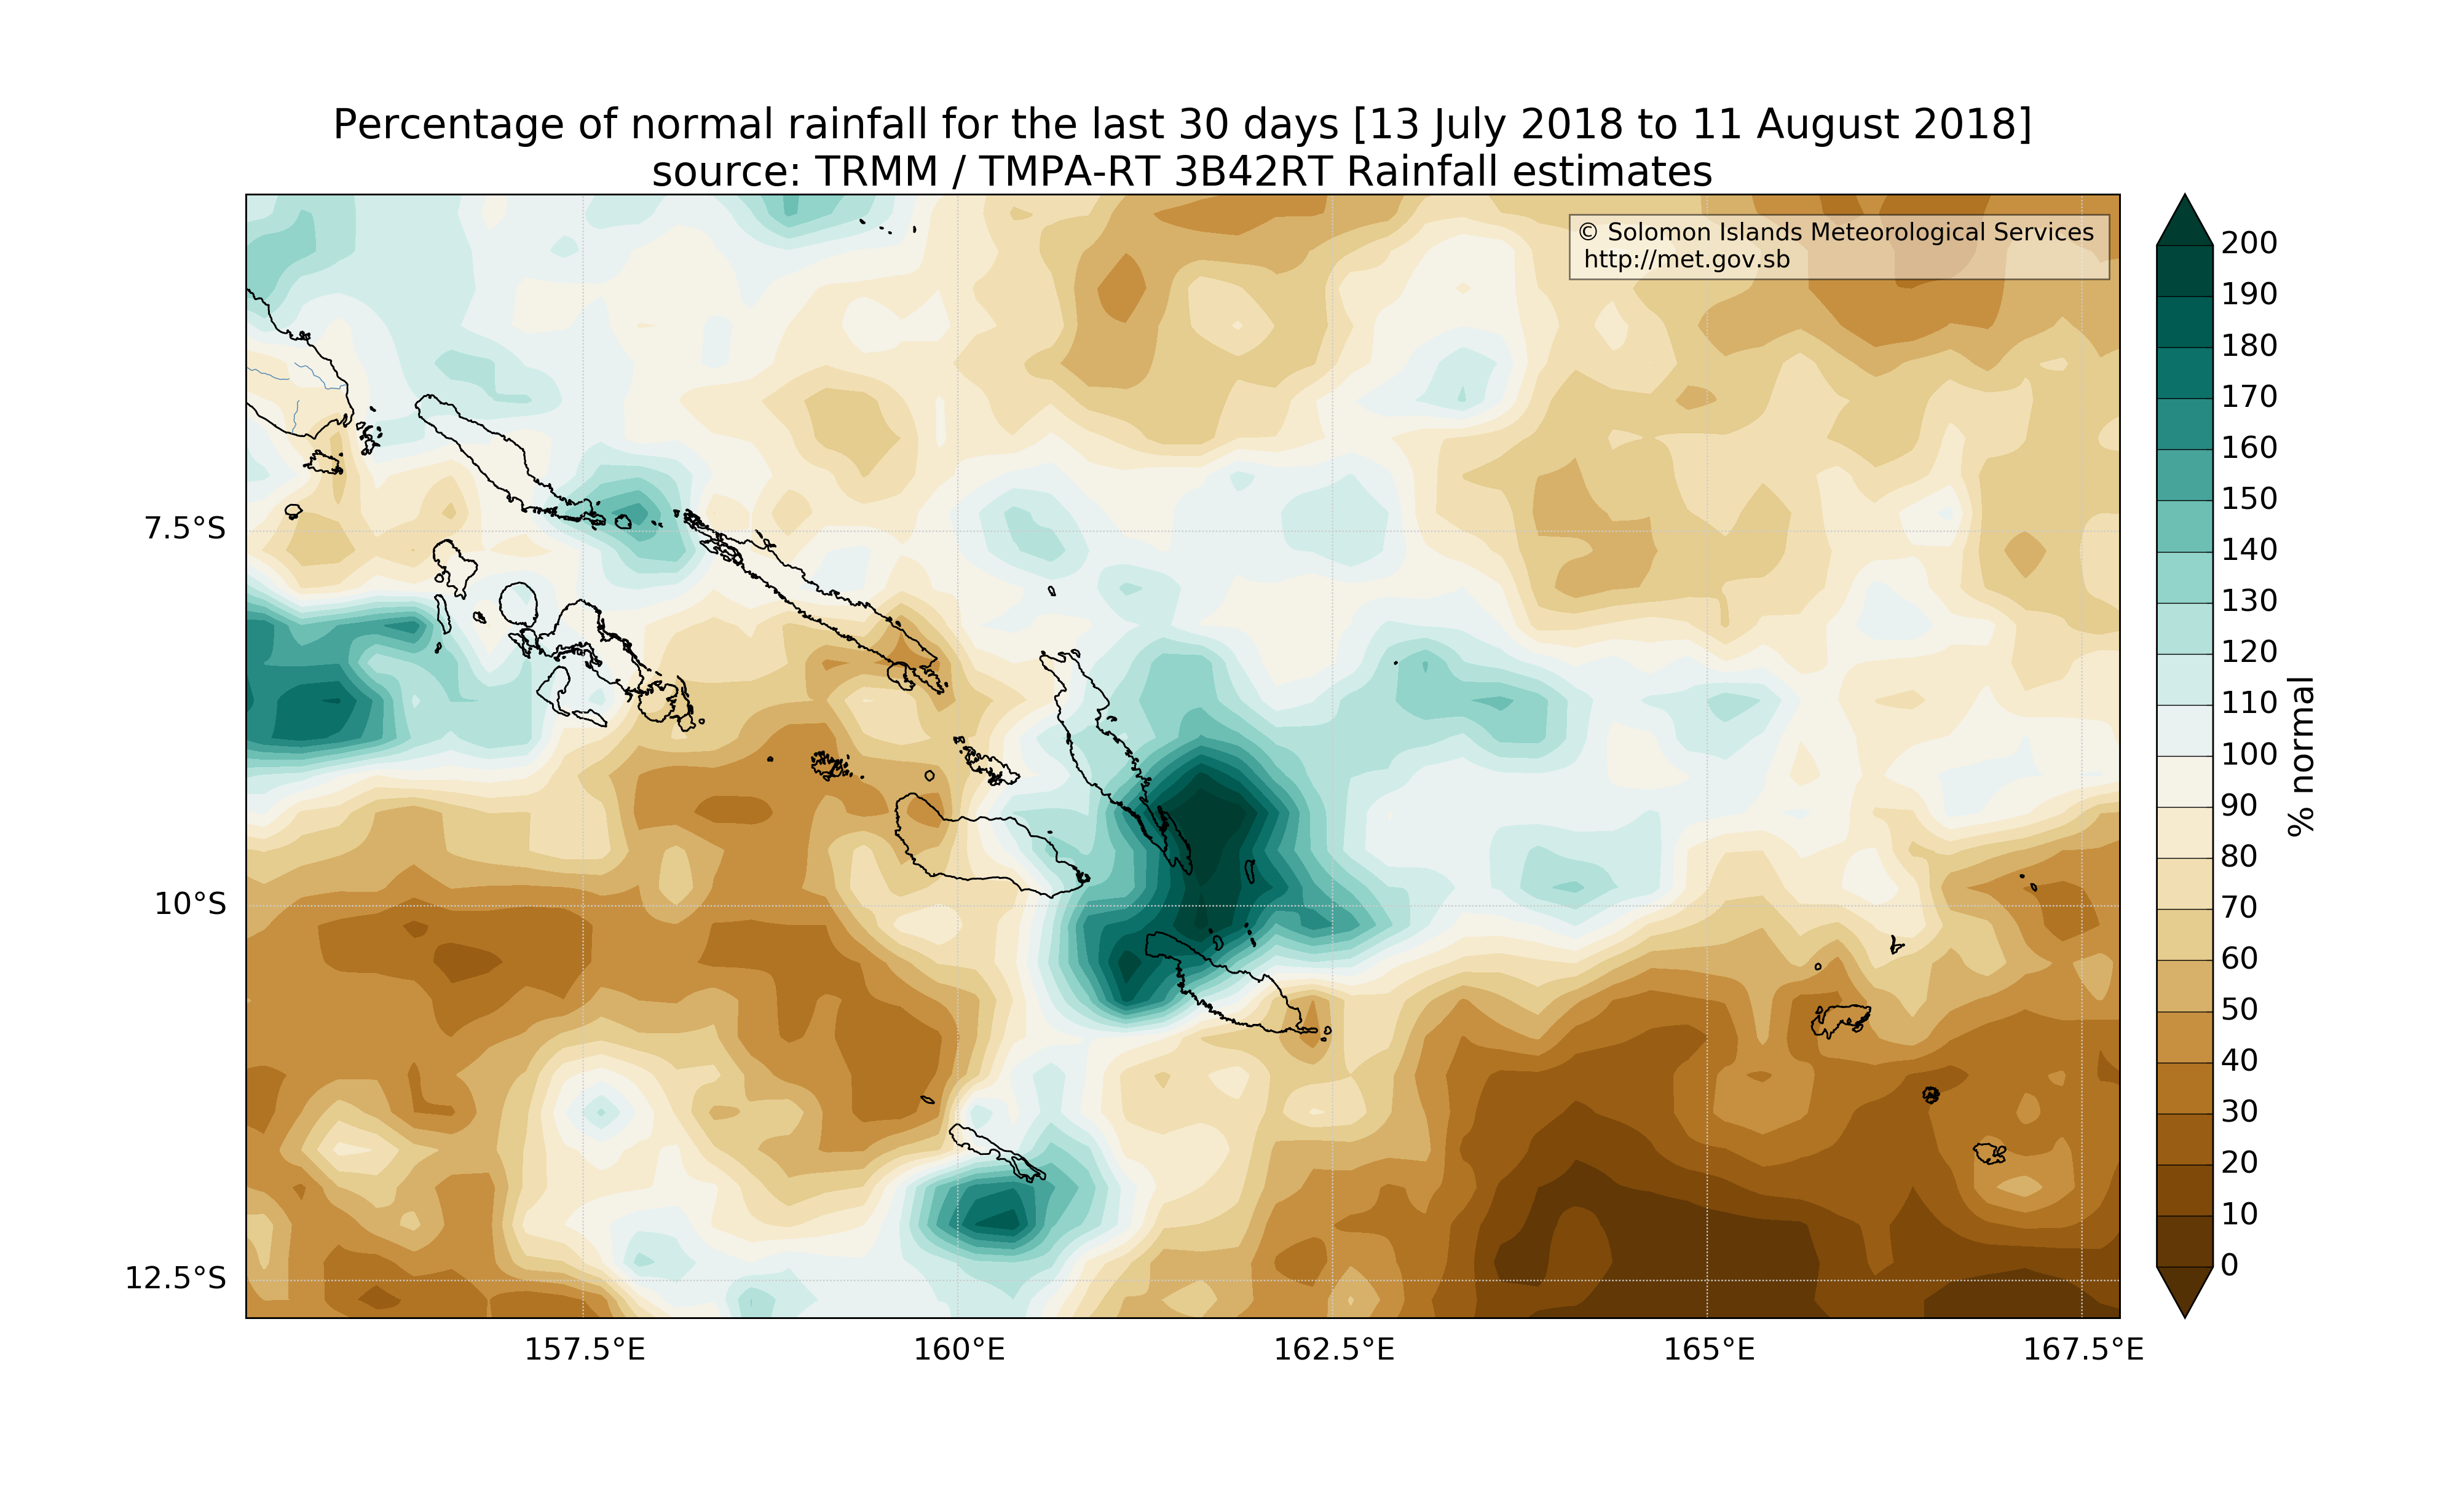 Percentage of normal rainfall for the last 30 days [13 July 2018 to 11 August 2018]
source: TRMM / TMPA-RT 3B42RT Rainfall estimates
© Solomon Islands Meteorological Services
http://met.gov.sb
7.5°S
10°S
12.5°S
157.5°E
160°E
162.5°E
165°E
167.5°E
200
190
180
170
160
150
140
130
120
110
100
90
80
70
60
50
40
30
20
10
0
% normal